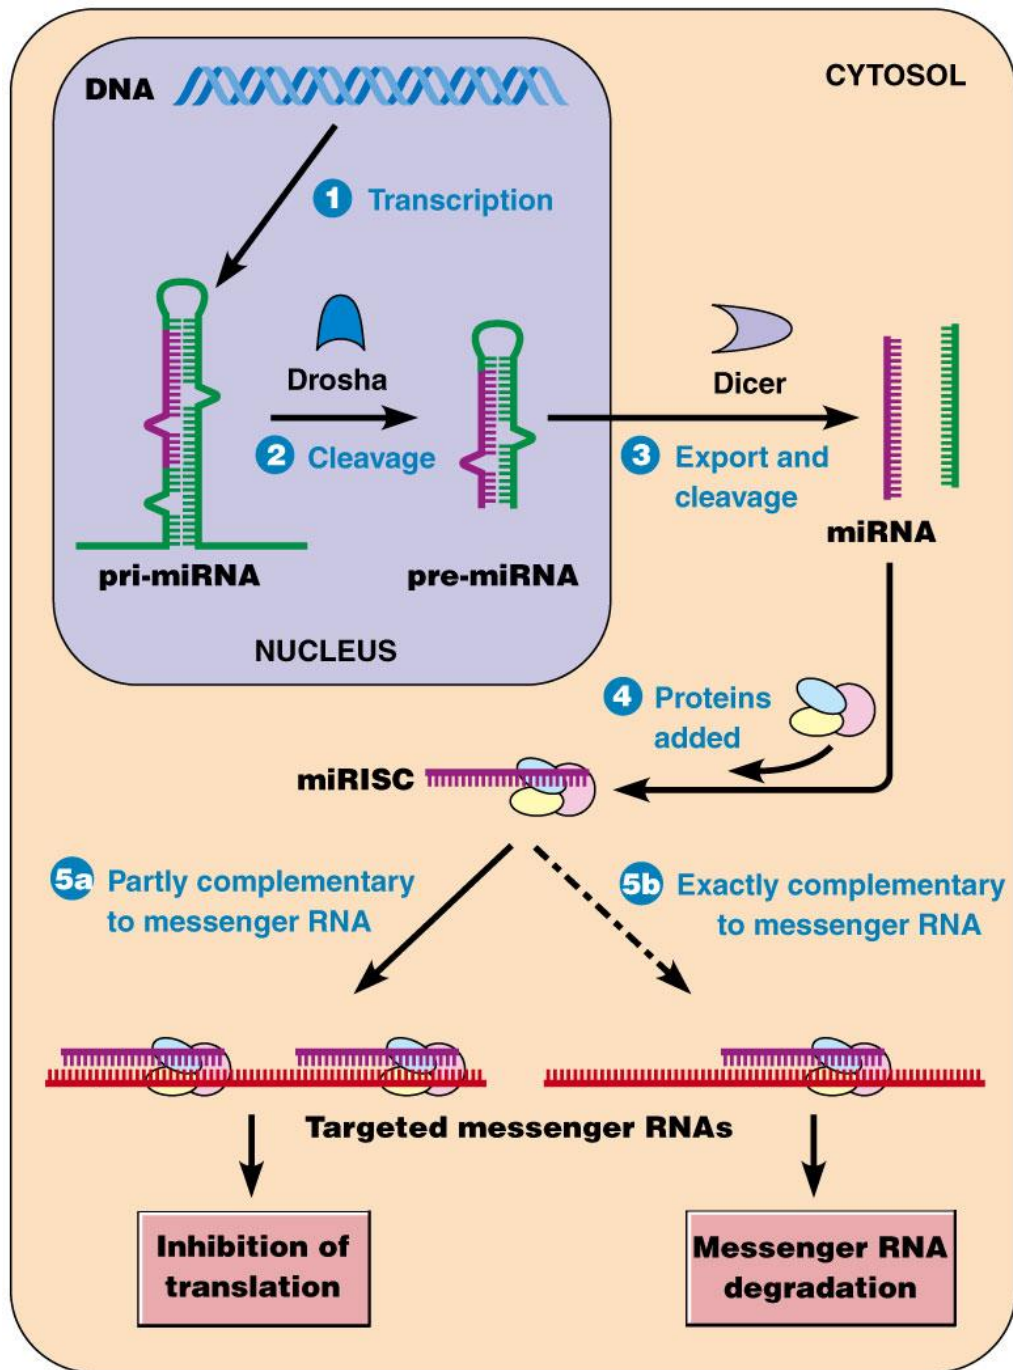 DNA
CYTOSOL
1 Transcription
Drosha
Dicer
2 Cleavage
3 Export and
cleavage
miRNA
pri-miRNA
pre-miRNA
NUCLEUS
4 Proteins
added
miRISC
5a Partly complementary
to messenger RNA
5b Exactly complementary
to messenger RNA
Targeted messenger RNAs
Inhibition of
translation
Messenger RNA
degradation